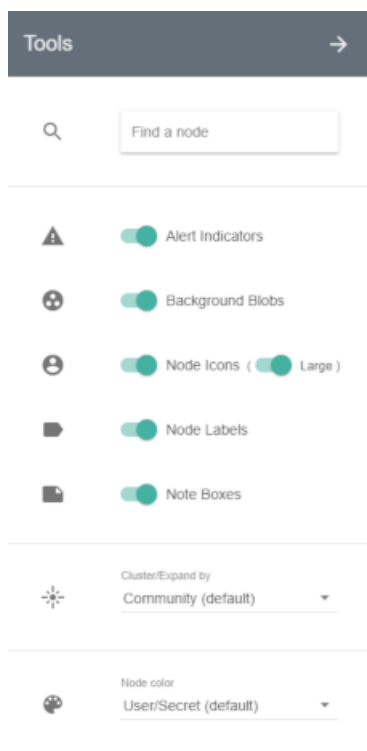 Tools
Find a node
Alert Indicators
Background Blobs
Node Icons ( Large )
Node Labels
Note Boxes
Cluster/Expand by
Community (default)
Node color
User/Secret (default)